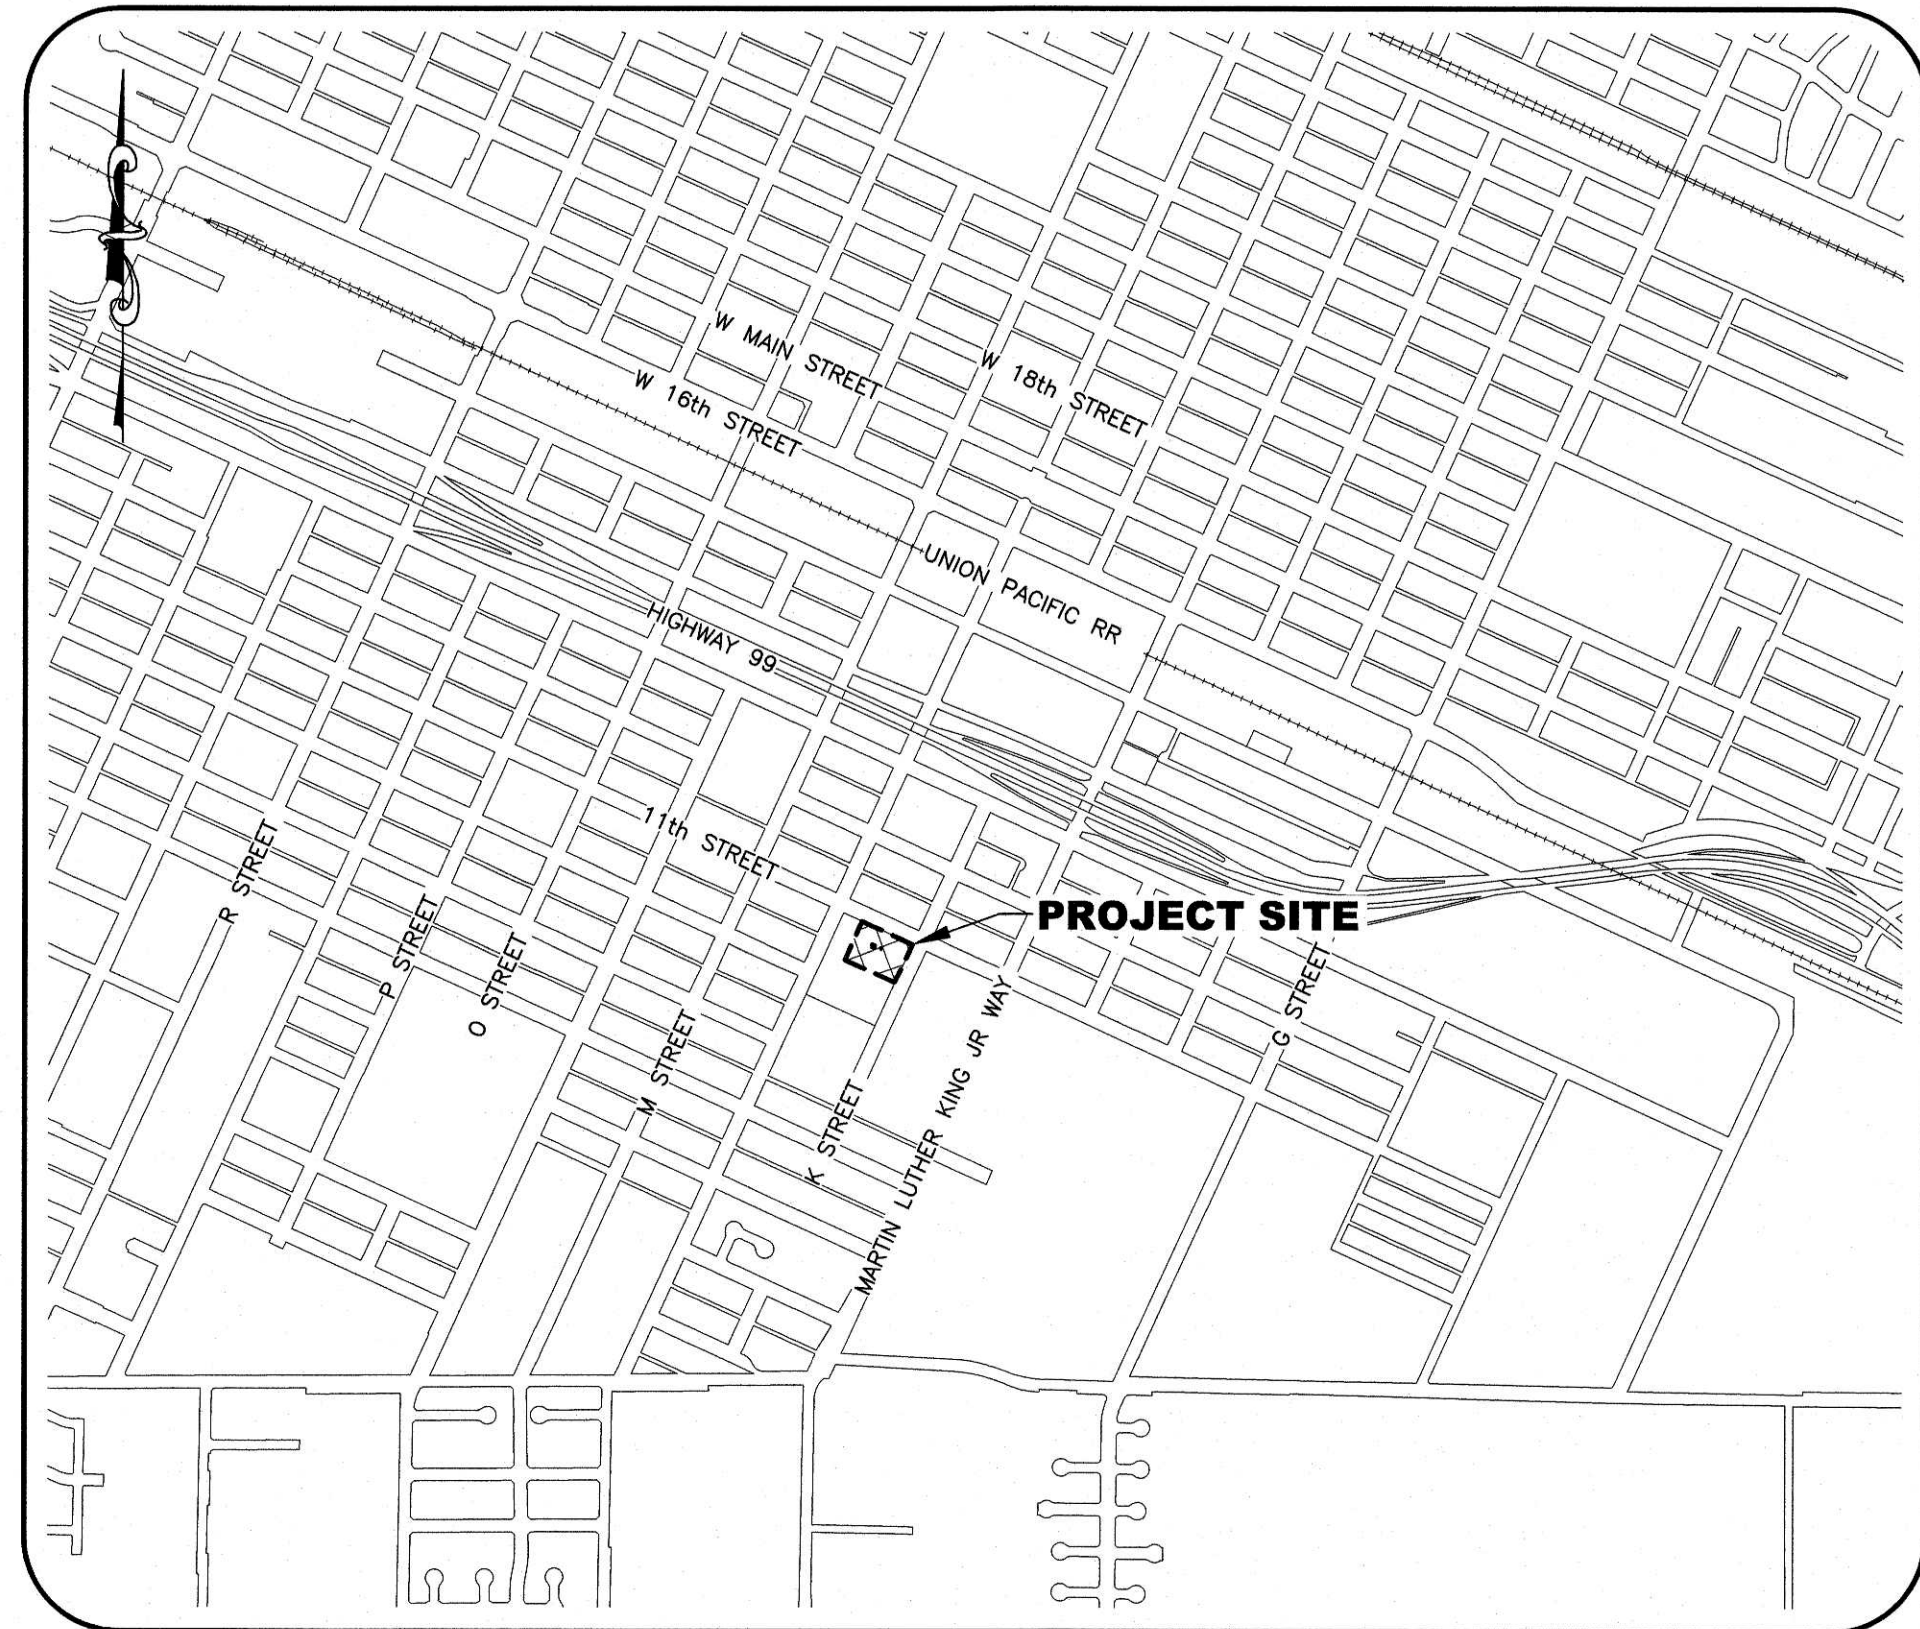 W MAIN STREET
W 18th STREET
W 16th STREET
UNION PACIFIC RR
HIGHWAY 99
11th STREET
R STREET
P STREET
O STREET
PROJECT SITE
G STREET
M STREET
K STREET
MARTIN LUTHER KING JR WAY